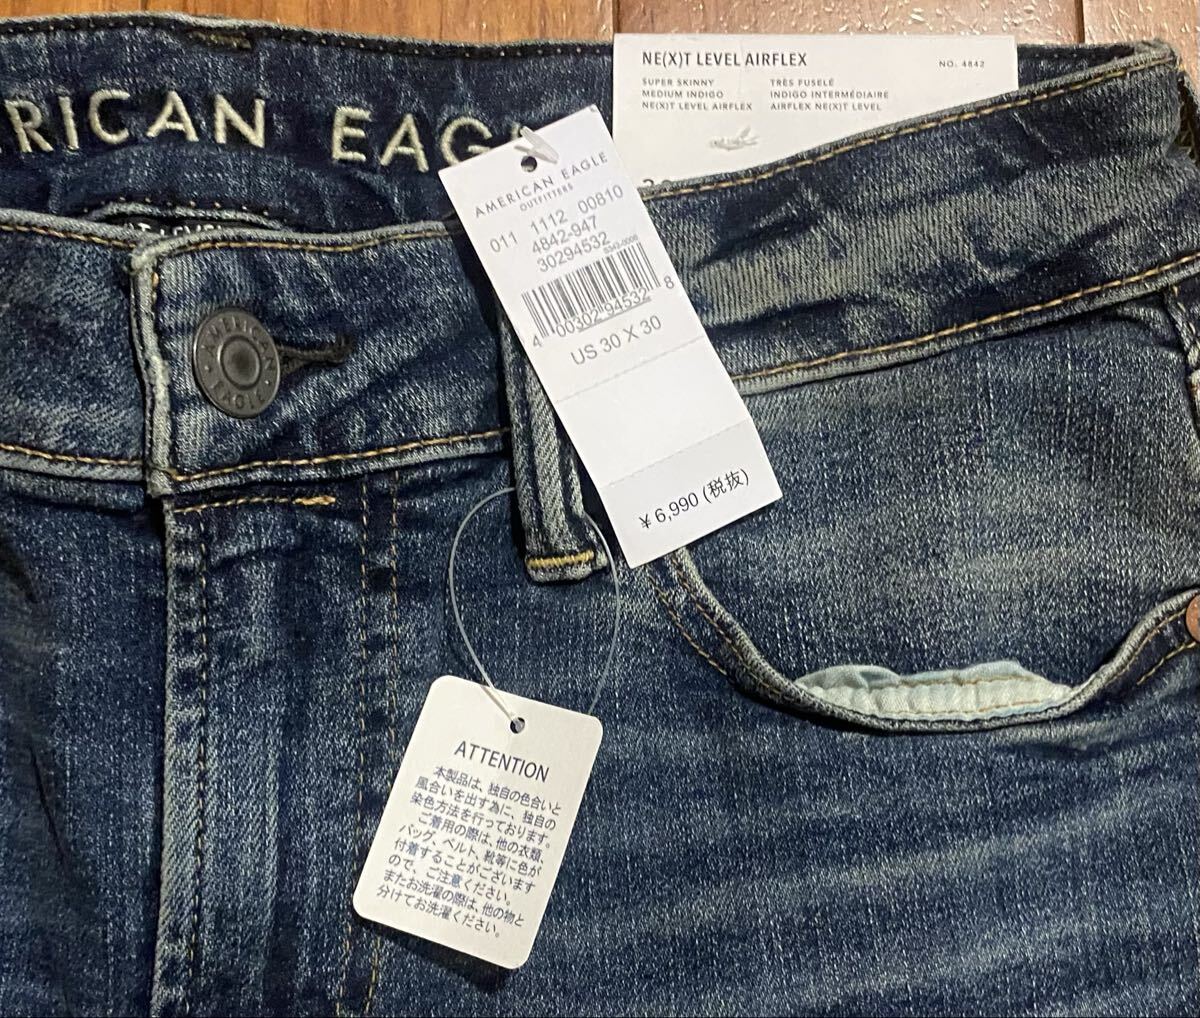 RICAN EAG
NE(X)T LEVEL AIRFLEX
NO. 4842
SUPER SKINNY
MEDIUM INDIGO
NE(X)T LEVEL AIRFLEX
TRÈS FUSELÉ
INDIGO INTERMÉDIAIRE
AIRFLEX NE(X)T LEVEL
AMERICAN EAGLE
OUTFITTERS
011 1112 00810
4842-947
30294532
4 00302 94532 8
US 30 X 30
¥ 6,990 (税抜)
AMERICAN
EAGLE
ATTENTION
本製品は、独自の色合いと
風合いを出す為に、独自の
染色方法を行っております。
ご着用の際は、他の衣類、
バッグ、ベルト、靴等に色が
付着することがございます
ので、ご注意ください。
またお洗濯の際は、他の物と
分けてお洗濯ください。